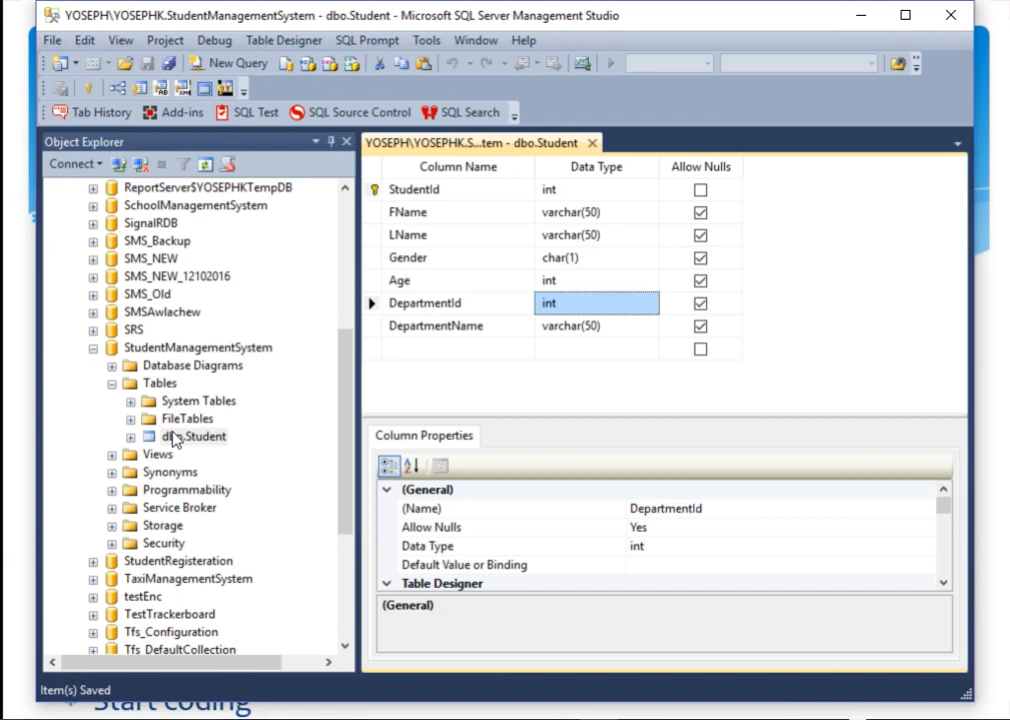 YOSEPH\YOSEPHK.StudentManagementSystem - dbo.Student - Microsoft SQL Server Management Studio
File Edit View Project Debug Table Designer SQL Prompt Tools Window Help
New Query
Tab History Add-ins SQL Test SQL Source Control SQL Search
Object Explorer
Connect
ReportServer$YOSEPHKTempDB
SchoolManagementSystem
SignalRDB
SMS_Backup
SMS_NEW
SMS_NEW_12102016
SMS_Old
SMSAwlachew
SRS
StudentManagementSystem
Database Diagrams
Tables
System Tables
FileTables
dbo.Student
Views
Synonyms
Programmability
Service Broker
Storage
Security
StudentRegisteration
TaxiManagementSystem
testEnc
TestTrackerboard
Tfs_Configuration
Tfs_DefaultCollection
YOSEPH\YOSEPHK.S...tem - dbo.Student
Column Name Data Type Allow Nulls
StudentId int
FName varchar(50)
LName varchar(50)
Gender char(1)
Age int
DepartmentId int
DepartmentName varchar(50)
Column Properties
(General)
(Name) DepartmentId
Allow Nulls Yes
Data Type int
Default Value or Binding
Table Designer
(General)
Item(s) Saved
Start coding